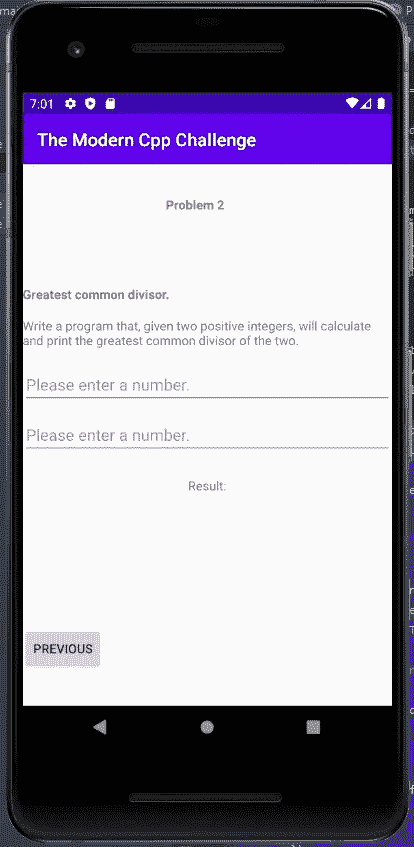 7:01
The Modern Cpp Challenge
Problem 2
Greatest common divisor.
Write a program that, given two positive integers, will calculate
and print the greatest common divisor of the two.
Please enter a number.
Please enter a number.
Result:
PREVIOUS